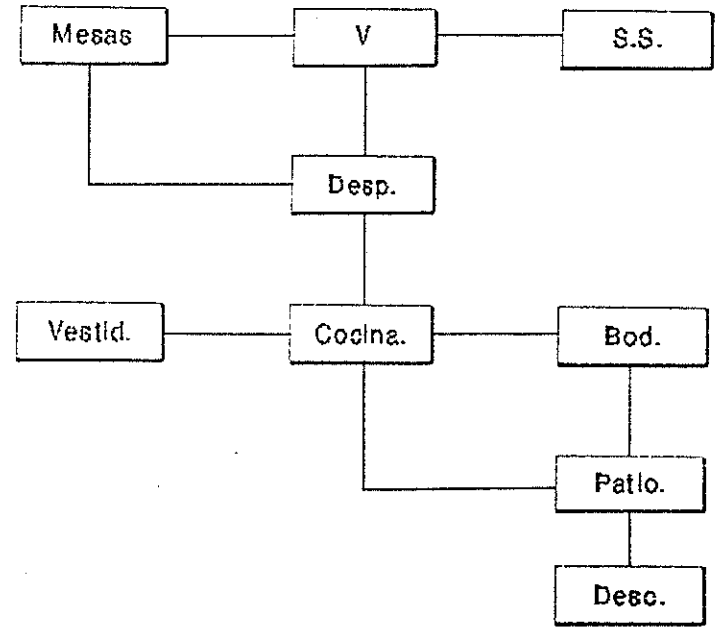 Mesas
V
S.S.
Desp.
Vestid.
Cocina.
Bod.
Patio.
Desc.